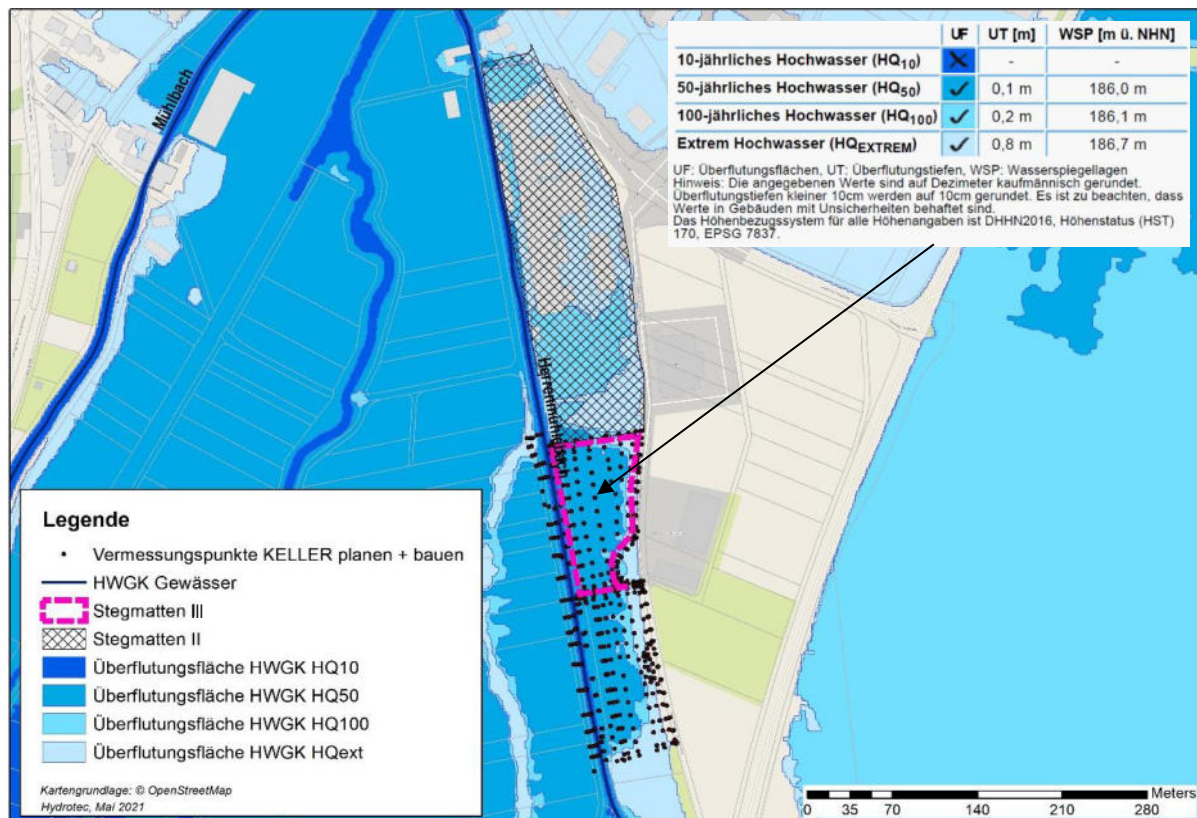 UF UT [m] WSP [m ü. NHN]
10-jährliches Hochwasser (HQ10) - -
50-jährliches Hochwasser (HQ50) ✓ 0,1 m 186,0 m
100-jährliches Hochwasser (HQ100) ✓ 0,2 m 186,1 m
Extrem Hochwasser (HQEXTREM) ✓ 0,8 m 186,7 m
UF: Überflutungsflächen, UT: Überflutungstiefen, WSP: Wasserspiegellagen
Hinweis: Die angegebenen Werte sind auf Dezimeter kaufmännisch gerundet.
Überflutungstiefen kleiner 10cm werden auf 10cm gerundet. Es ist zu beachten, dass
Werte in Gebäuden mit Unsicherheiten behaftet sind.
Das Höhenbezugssystem für alle Höhenangaben ist DHHN2016, Höhenstatus (HST)
170, EPSG 7837.
Mühlbach
Herrenmühlbach
Legende
Vermessungspunkte KELLER planen + bauen
HWGK Gewässer
Stegmatten III
Stegmatten II
Überflutungsfläche HWGK HQ10
Überflutungsfläche HWGK HQ50
Überflutungsfläche HWGK HQ100
Überflutungsfläche HWGK HQext
Kartengrundlage: © OpenStreetMap
Hydrotec, Mai 2021
Meters
0 35 70 140 210 280